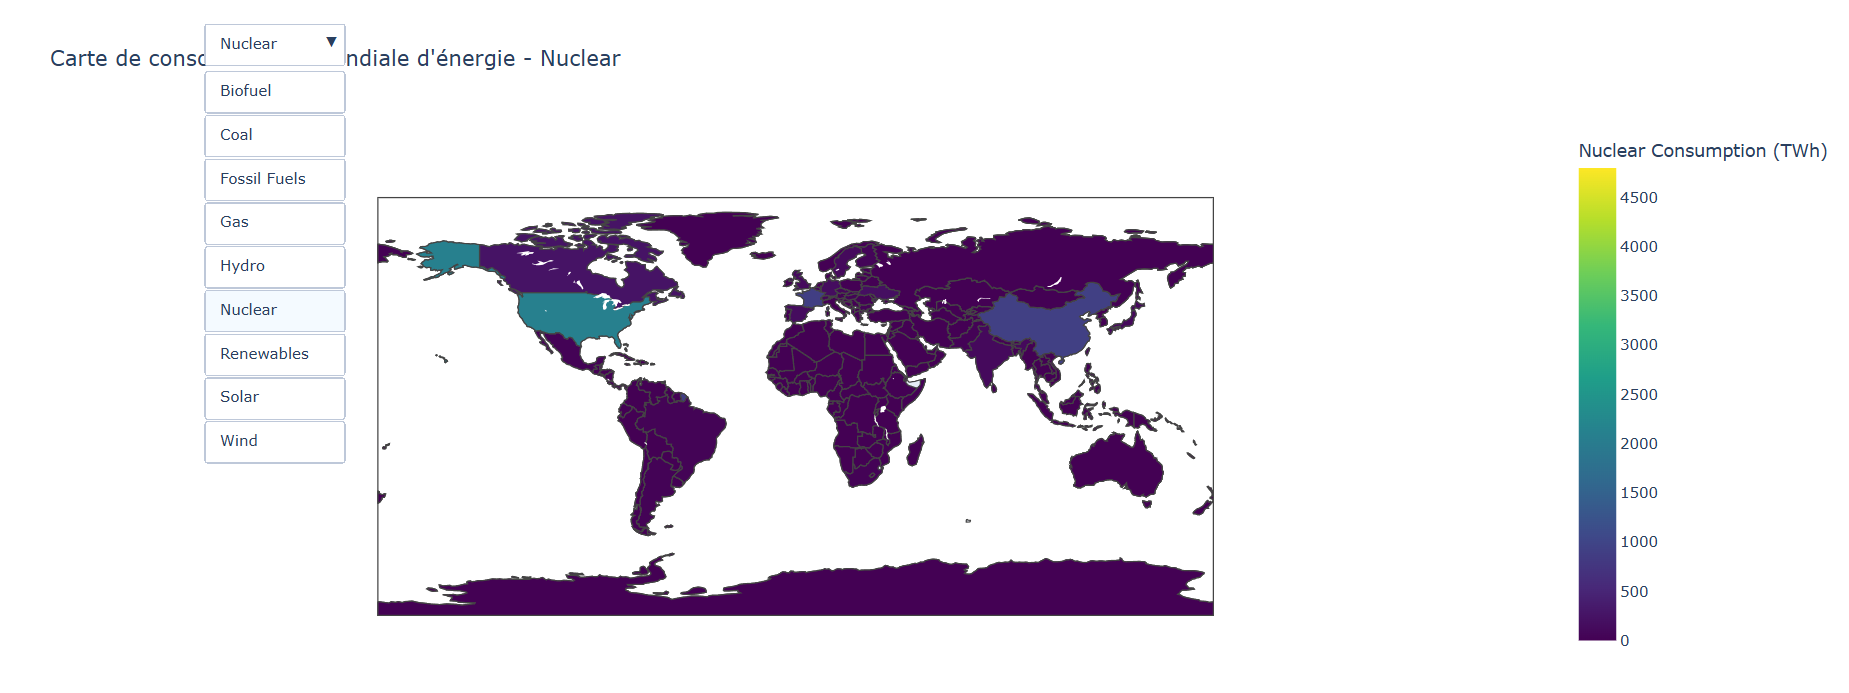 Nuclear ▼
Carte de conso ndiale d'énergie - Nuclear
Biofuel
Coal
Fossil Fuels
Gas
Hydro
Nuclear
Renewables
Solar
Wind
Nuclear Consumption (TWh)
4500
4000
3500
3000
2500
2000
1500
1000
500
0